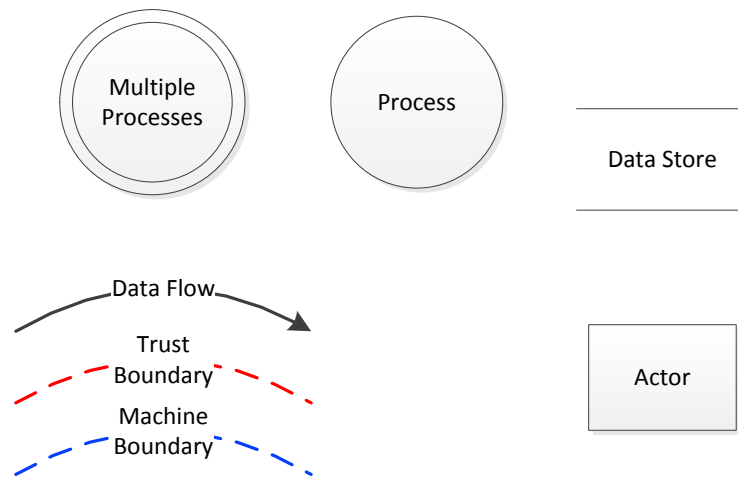 Multiple
Processes
Process
Data Store
Data Flow
Trust
Boundary
Machine
Boundary
Actor